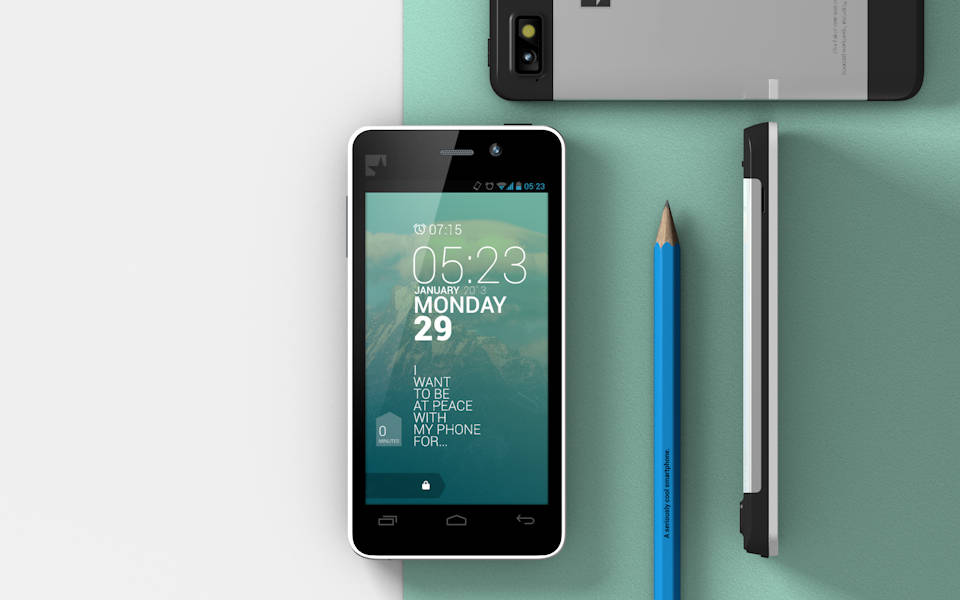 05:23
07:15
05:23
JANUARY 2013
MONDAY
29
I
WANT
TO BE
AT PEACE
WITH
MY PHONE
FOR...
0
MINUTES
A seriously cool smartphone.